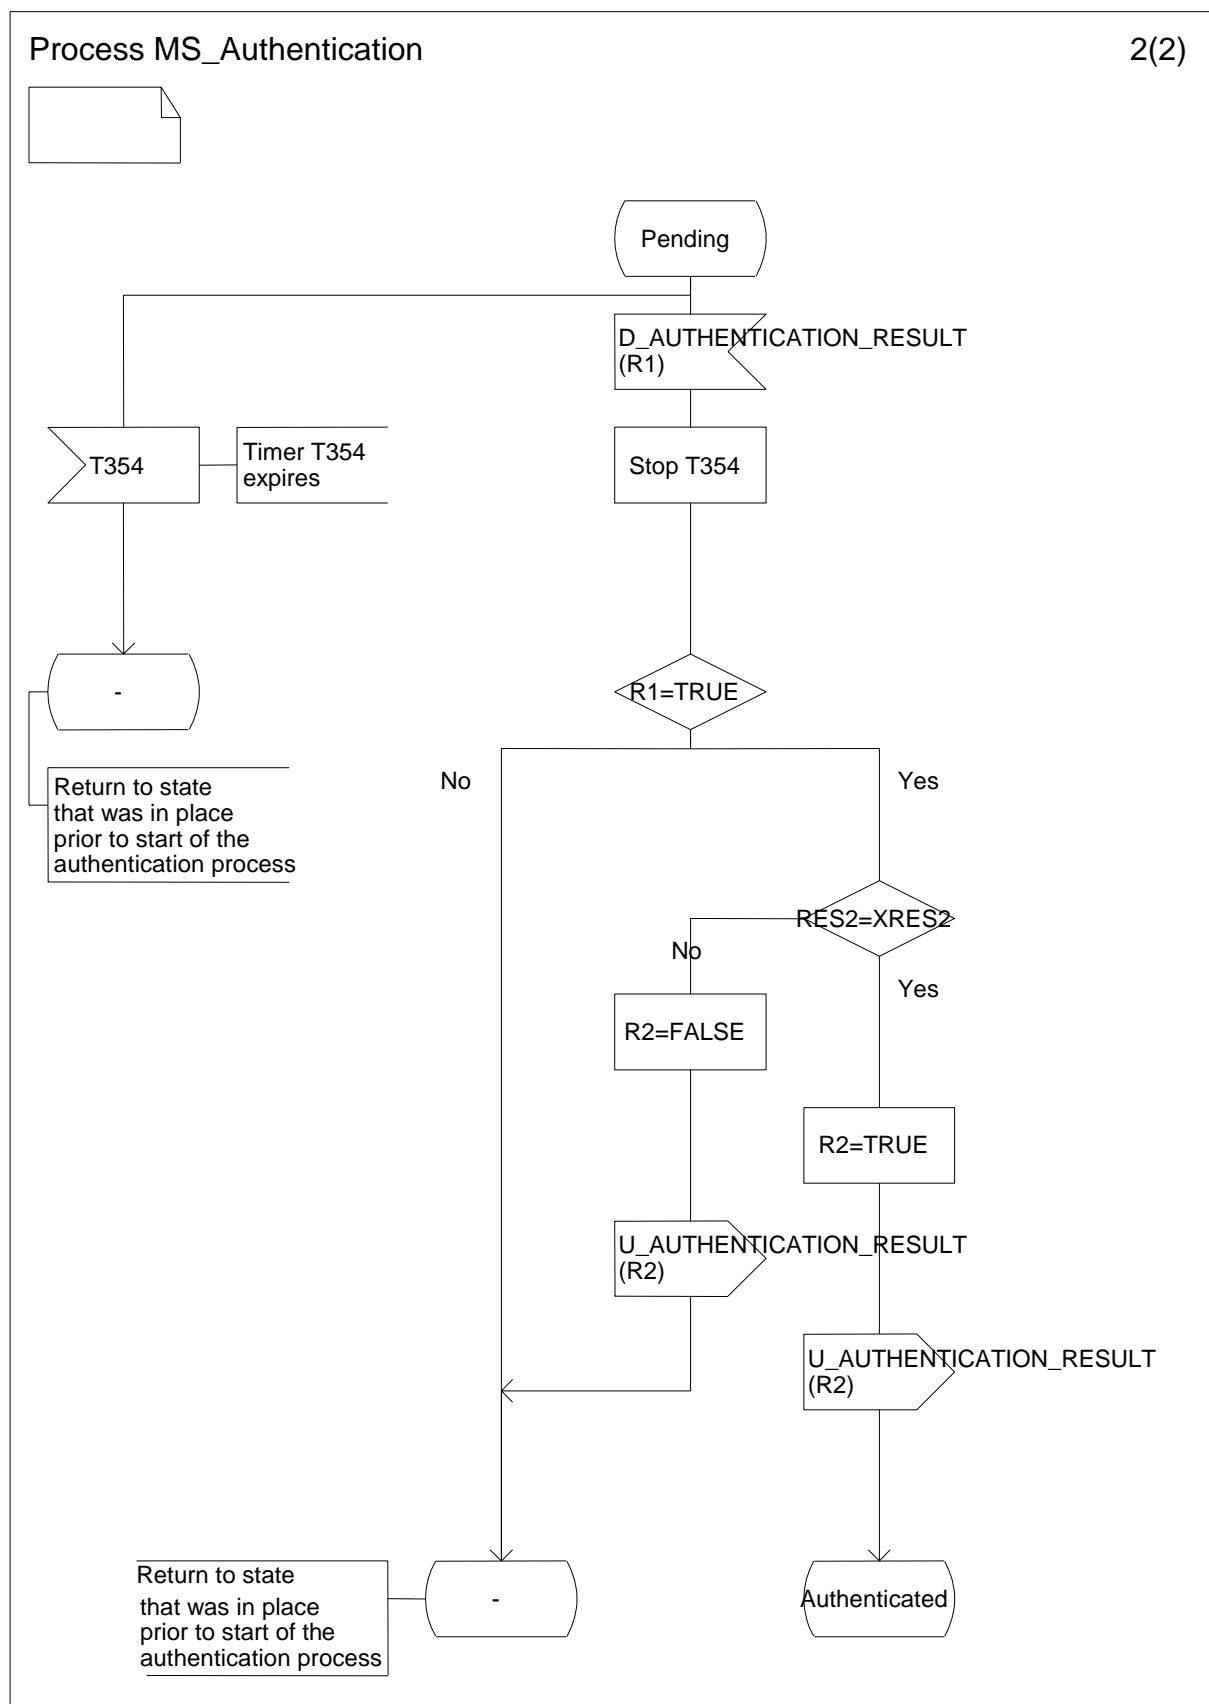 Process MS_Authentication
2(2)
Pending
D_AUTHENTICATION_RESULT
(R1)
T354
Timer T354
expires
Stop T354
-
R1=TRUE
No
Yes
Return to state
that was in place
prior to start of the
authentication process
RES2=XRES2
No
Yes
R2=FALSE
R2=TRUE
U_AUTHENTICATION_RESULT
(R2)
U_AUTHENTICATION_RESULT
(R2)
Return to state
that was in place
prior to start of the
authentication process
-
Authenticated